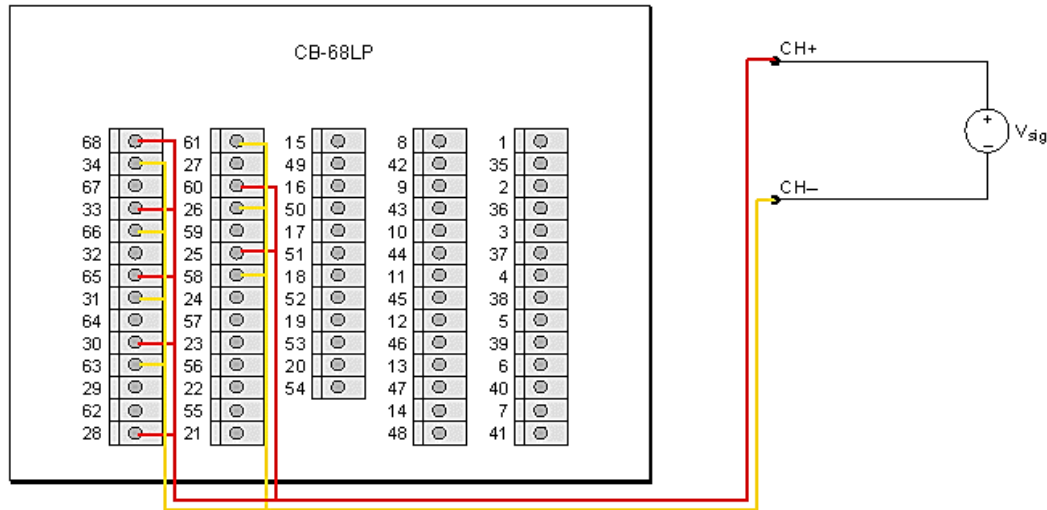 CB-68LP
CH+
68 61 15 8 1
34 27 49 42 35
67 60 16 9 2
33 26 50 43 36
66 59 17 10 3
32 25 51 44 37
65 58 18 11 4
31 24 52 45 38
64 57 19 12 5
30 23 53 46 39
63 56 20 13 6
29 22 54 47 40
62 55 14 7
28 21 48 41
+
Vsig
–
CH–